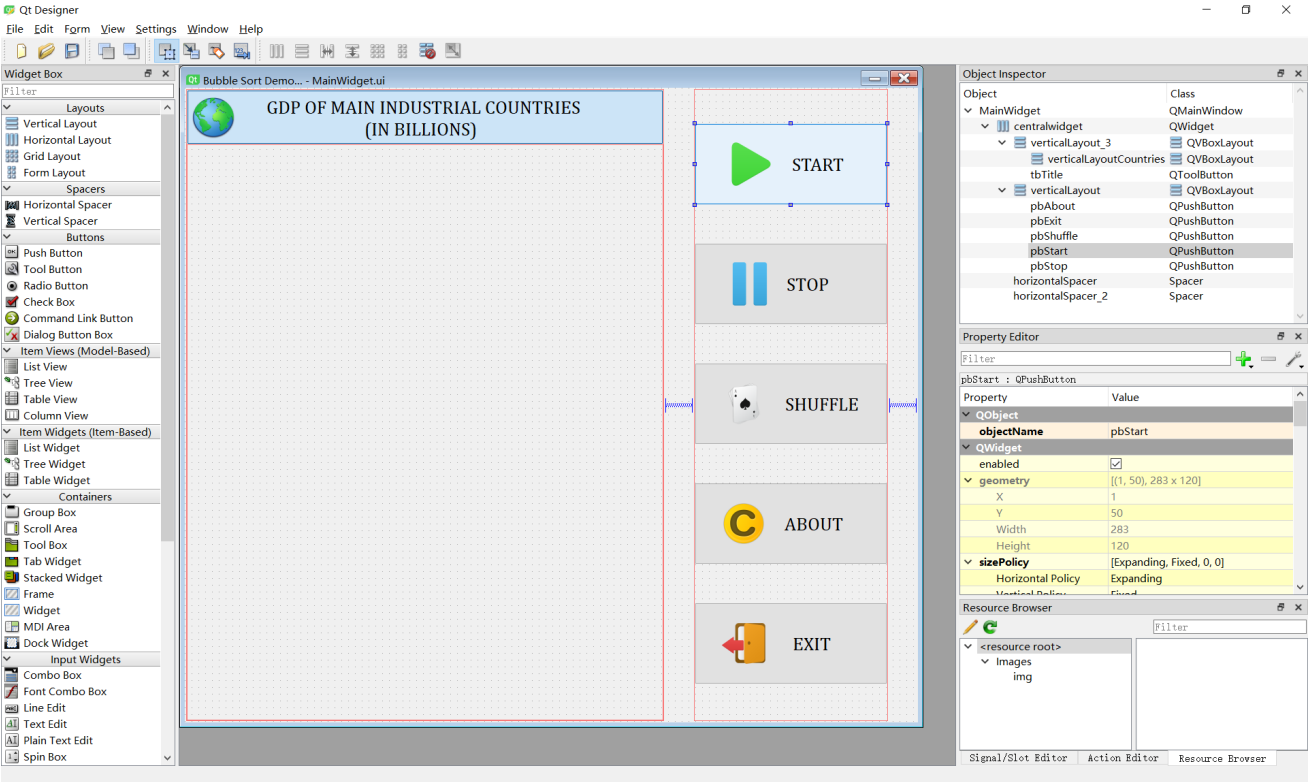 Qt Designer
File Edit Form View Settings Window Help
Widget Box
Filter
Layouts
Vertical Layout
Horizontal Layout
Grid Layout
Form Layout
Spacers
Horizontal Spacer
Vertical Spacer
Buttons
Push Button
Tool Button
Radio Button
Check Box
Command Link Button
Dialog Button Box
Item Views (Model-Based)
List View
Tree View
Table View
Column View
Item Widgets (Item-Based)
List Widget
Tree Widget
Table Widget
Containers
Group Box
Scroll Area
Tool Box
Tab Widget
Stacked Widget
Frame
Widget
MDI Area
Dock Widget
Input Widgets
Combo Box
Font Combo Box
Line Edit
Text Edit
Plain Text Edit
Spin Box
Bubble Sort Demo... - MainWidget.ui
GDP OF MAIN INDUSTRIAL COUNTRIES
(IN BILLIONS)
START
STOP
SHUFFLE
ABOUT
EXIT
Object Inspector
Object Class
MainWidget QMainWindow
centralwidget QWidget
verticalLayout_3 QVBoxLayout
verticalLayoutCountries QVBoxLayout
tbTitle QToolButton
verticalLayout QVBoxLayout
pbAbout QPushButton
pbExit QPushButton
pbShuffle QPushButton
pbStart QPushButton
pbStop QPushButton
horizontalSpacer Spacer
horizontalSpacer_2 Spacer
Property Editor
Filter
pbStart : QPushButton
Property Value
QObject
objectName pbStart
QWidget
enabled
geometry [(1, 50), 283 x 120]
X 1
Y 50
Width 283
Height 120
sizePolicy [Expanding, Fixed, 0, 0]
Horizontal Policy Expanding
Vertical Policy Fixed
Resource Browser
Filter
<resource root>
Images
img
Signal/Slot Editor Action Editor Resource Browser